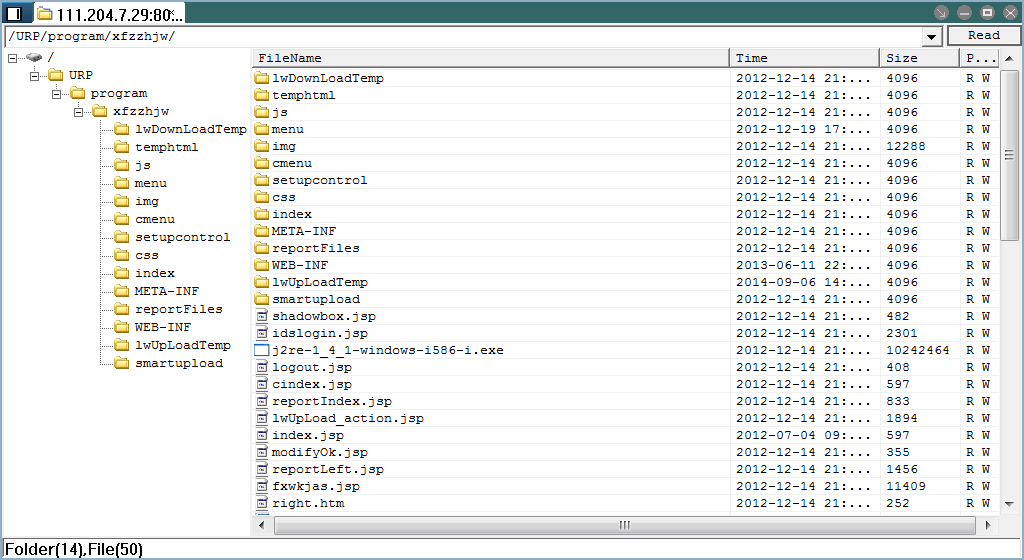 111.204.7.29:80...
/URP/program/xfzzhjw/
Read
/
URP
program
xfzzhjw
lwDownLoadTemp
temphtml
js
menu
img
cmenu
setupcontrol
css
index
META-INF
reportFiles
WEB-INF
lwUpLoadTemp
smartupload
FileName Time Size P...
lwDownLoadTemp 2012-12-14 21:... 4096 R W
temphtml 2012-12-14 21:... 4096 R W
js 2012-12-14 21:... 4096 R W
menu 2012-12-19 17:... 4096 R W
img 2012-12-14 21:... 12288 R W
cmenu 2012-12-14 21:... 4096 R W
setupcontrol 2012-12-14 21:... 4096 R W
css 2012-12-14 21:... 4096 R W
index 2012-12-14 21:... 4096 R W
META-INF 2012-12-14 21:... 4096 R W
reportFiles 2012-12-14 21:... 4096 R W
WEB-INF 2013-06-11 22:... 4096 R W
lwUpLoadTemp 2014-09-06 14:... 4096 R W
smartupload 2012-12-14 21:... 4096 R W
shadowbox.jsp 2012-12-14 21:... 482 R W
idslogin.jsp 2012-12-14 21:... 2301 R W
j2re-1_4_1-windows-i586-i.exe 2012-12-14 21:... 10242464 R W
logout.jsp 2012-12-14 21:... 408 R W
cindex.jsp 2012-12-14 21:... 597 R W
reportIndex.jsp 2012-12-14 21:... 833 R W
lwUpLoad_action.jsp 2012-12-14 21:... 1894 R W
index.jsp 2012-07-04 09:... 597 R W
modifyOk.jsp 2012-12-14 21:... 355 R W
reportLeft.jsp 2012-12-14 21:... 1456 R W
fxwkjas.jsp 2012-12-14 21:... 11409 R W
right.htm 2012-12-14 21:... 252 R W
Folder(14),File(50)